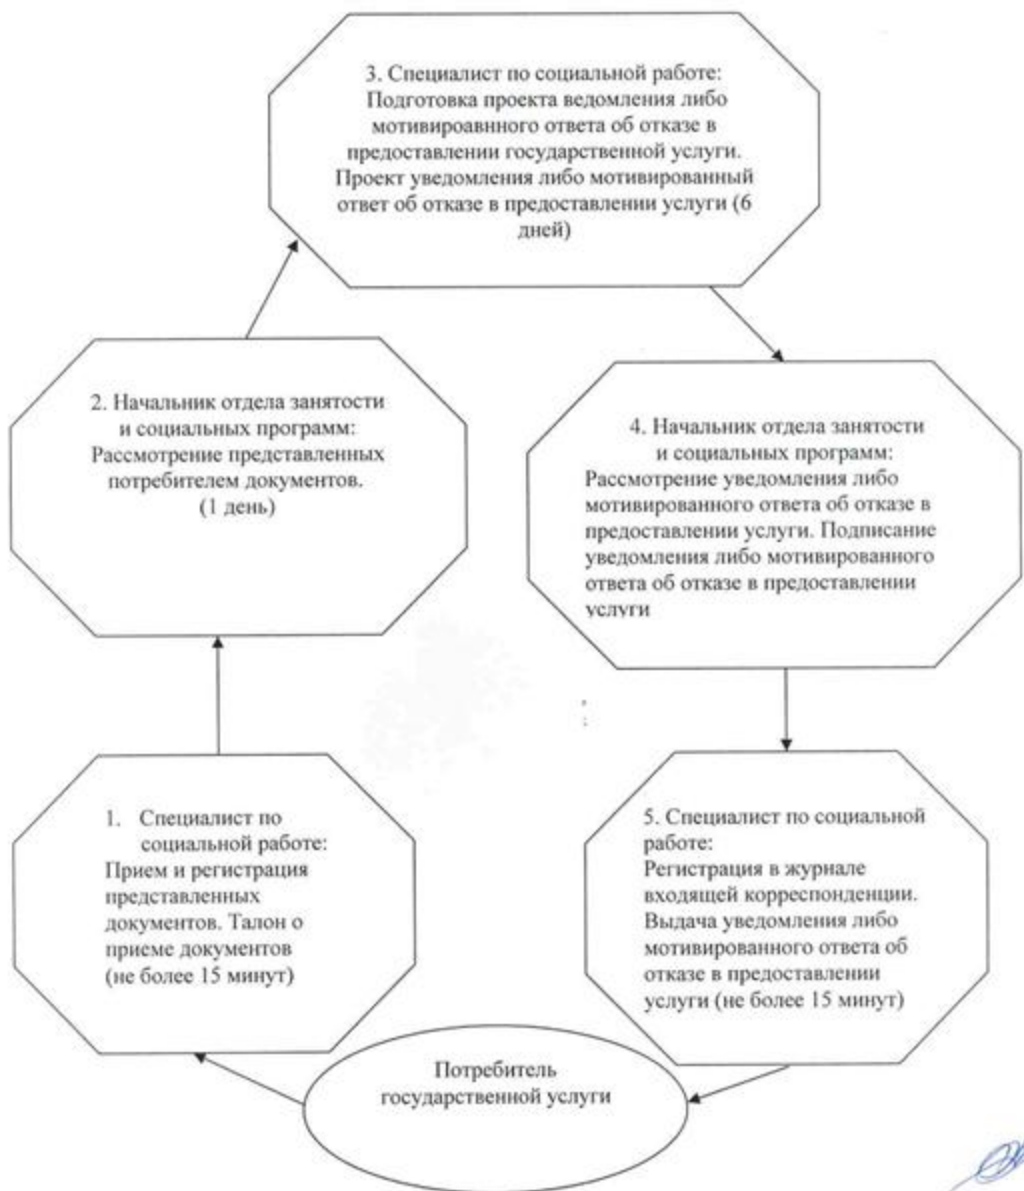 3. Специалист по социальной работе:
Подготовка проекта ведомления либо
мотивироавнного ответа об отказе в
предоставлении государственной услуги.
Проект уведомления либо мотивированный
ответ об отказе в предоставлении услуги (6
дней)
2. Начальник отдела занятости
и социальных программ:
Рассмотрение представленных
потребителем документов.
(1 день)
4. Начальник отдела занятости
и социальных программ:
Рассмотрение уведомления либо
мотивированного ответа об отказе в
предоставлении услуги. Подписание
уведомления либо мотивированного
ответа об отказе в предоставлении
услуги
1. Специалист по
социальной работе:
Прием и регистрация
представленных
документов. Талон о
приеме документов
(не более 15 минут)
5. Специалист по социальной
работе:
Регистрация в журнале
входящей корреспонденции.
Выдача уведомления либо
мотивированного ответа об
отказе в предоставлении
услуги (не более 15 минут)
Потребитель
государственной услуги